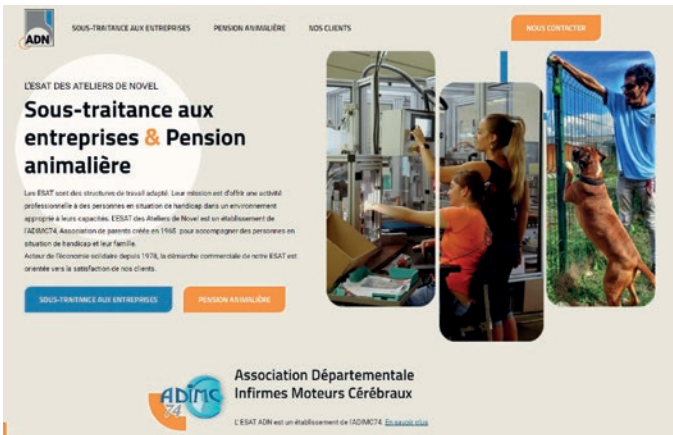 ADN
SOUS-TRAITANCE AUX ENTREPRISES PENSION ANIMALIÈRE NOS CLIENTS NOUS CONTACTER
L'ESAT DES ATELIERS DE NOVEL
Sous-traitance aux
entreprises & Pension
animalière
Les ESAT sont des structures de travail adapté. Leur mission est d'offrir une activité
professionnelle à des personnes en situation de handicap dans un environnement
approprié à leurs capacités. L'ESAT des Ateliers de Novel est un établissement de
l'ADIMC74, Association de parents créée en 1965 pour accompagner des personnes en
situation de handicap et leur famille.
Acteur de l'économie solidaire depuis 1978, la démarche commerciale de notre ESAT est
orientée vers la satisfaction de nos clients.
SOUS-TRAITANCE AUX ENTREPRISES PENSION ANIMALIÈRE
ADIMC
74
Association Départementale
Infirmes Moteurs Cérébraux
L'ESAT ADN est un établissement de l'ADIMC74. En savoir plus